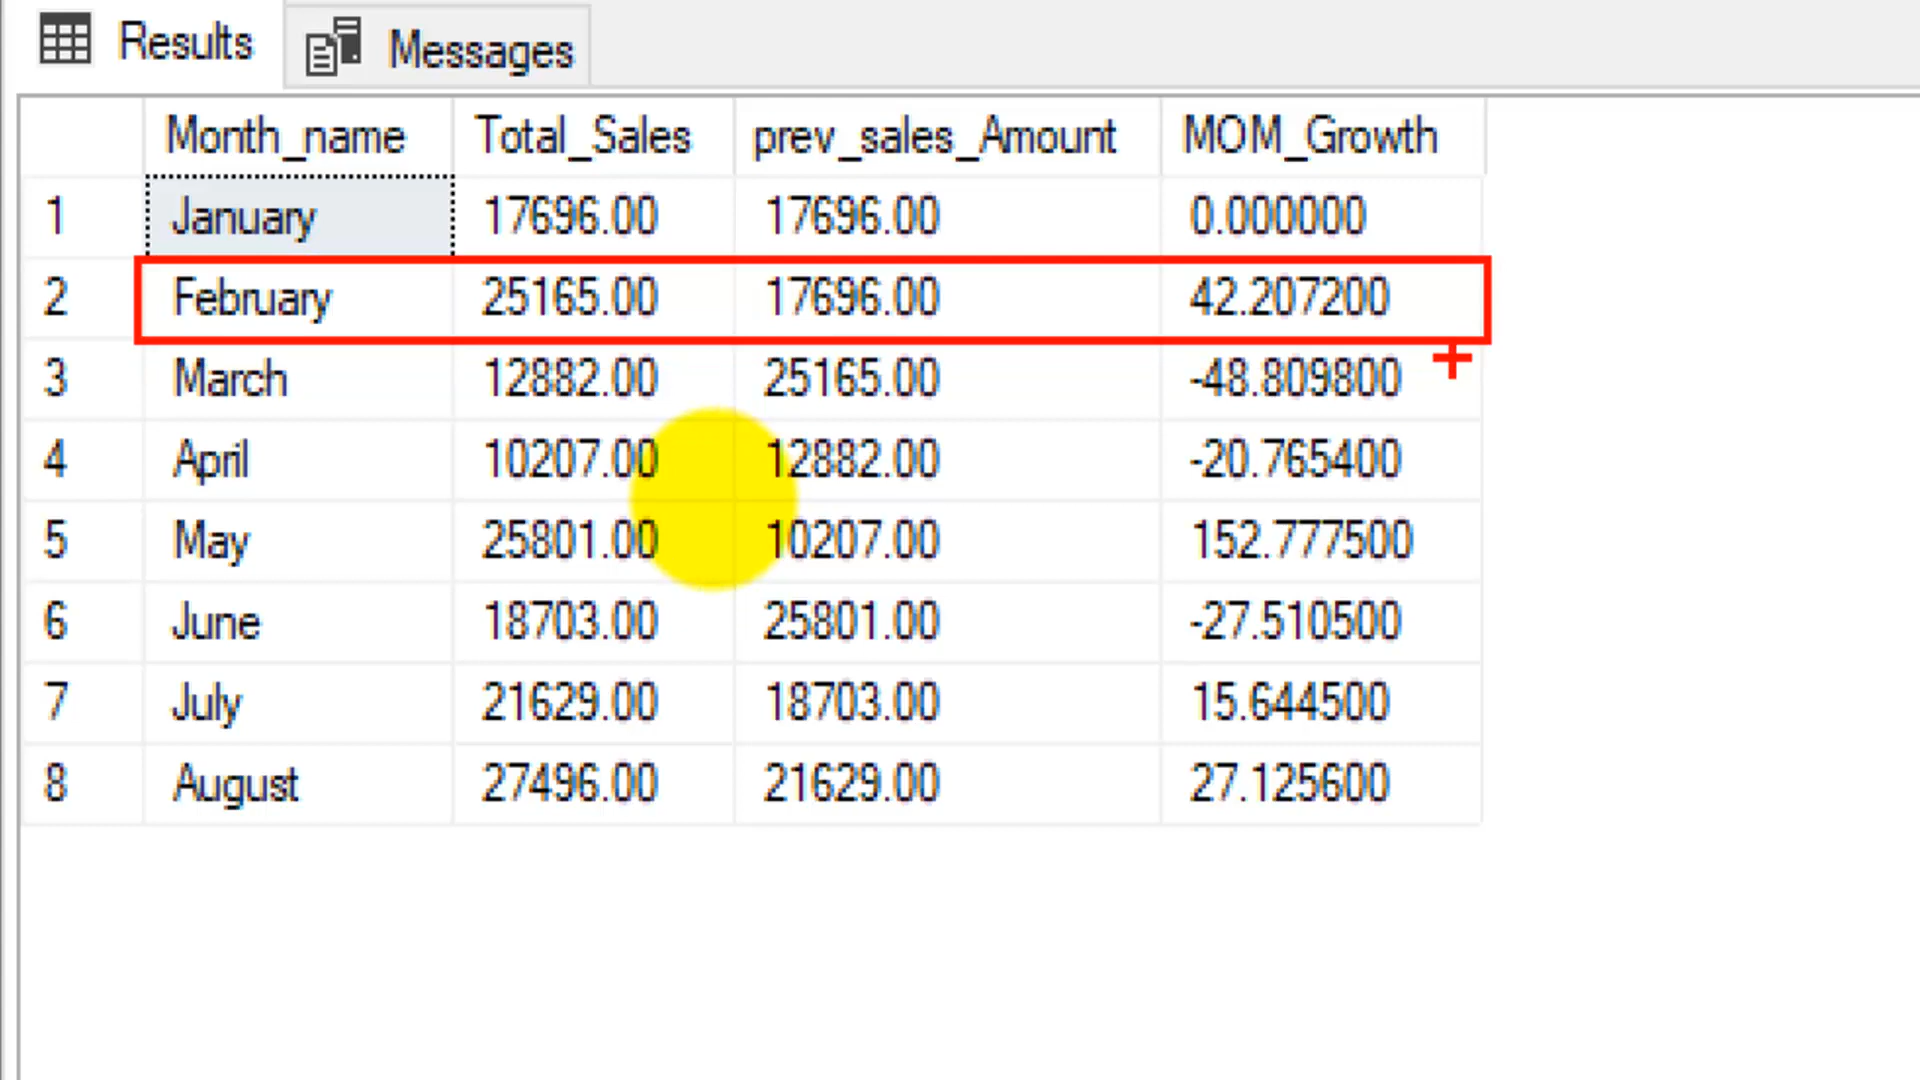 Results Messages
Month_name Total_Sales prev_sales_Amount MOM_Growth
1 January 17696.00 17696.00 0.000000
2 February 25165.00 17696.00 42.207200
3 March 12882.00 25165.00 -48.809800
4 April 10207.00 12882.00 -20.765400
5 May 25801.00 10207.00 152.777500
6 June 18703.00 25801.00 -27.510500
7 July 21629.00 18703.00 15.644500
8 August 27496.00 21629.00 27.125600